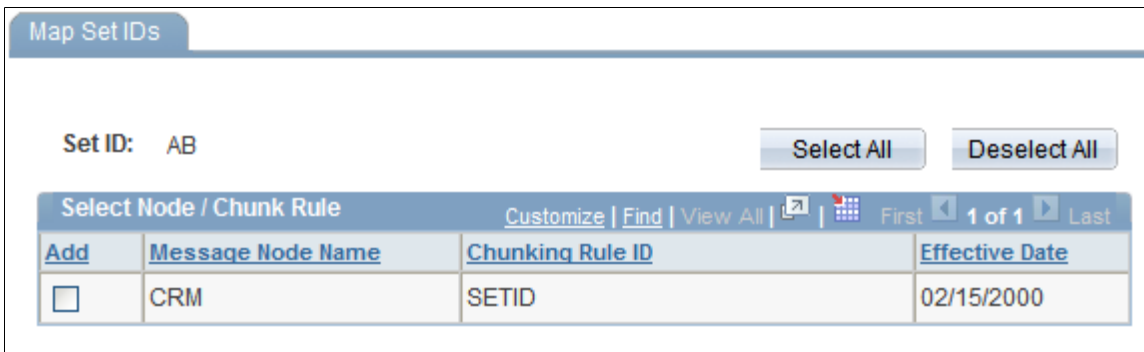 Map Set IDs
Set ID: AB
Select All Deselect All
Select Node / Chunk Rule Customize | Find | View All | | First 1 of 1 Last
Add Message Node Name Chunking Rule ID Effective Date
CRM SETID 02/15/2000